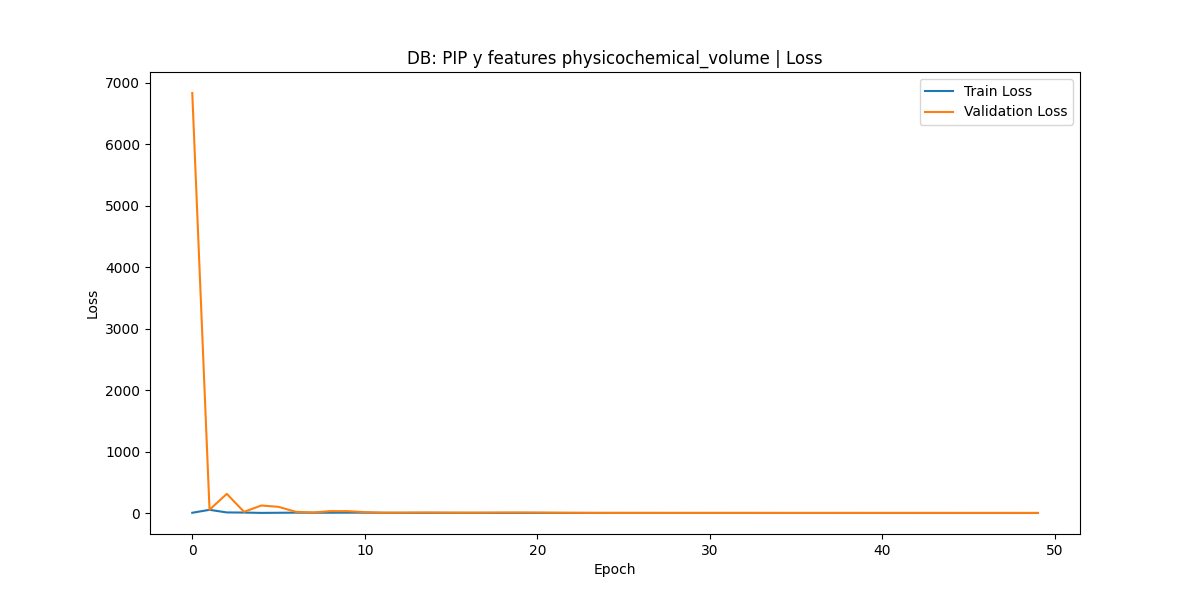 DB: PIP y features physicochemical_volume | Loss
Train Loss
Validation Loss
7000
6000
5000
4000
3000
2000
1000
0
Loss
0 10 20 30 40 50
Epoch